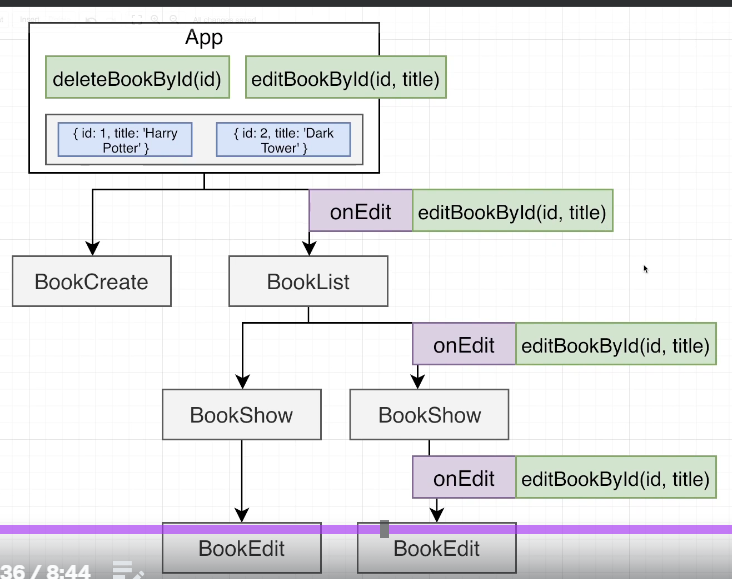 App
deleteBookById(id)
editBookById(id, title)
{ id: 1, title: 'Harry
Potter' }
{ id: 2, title: 'Dark
Tower' }
onEdit
editBookById(id, title)
BookCreate
BookList
onEdit
editBookById(id, title)
BookShow
BookShow
onEdit
editBookById(id, title)
BookEdit
BookEdit
36 / 8:44